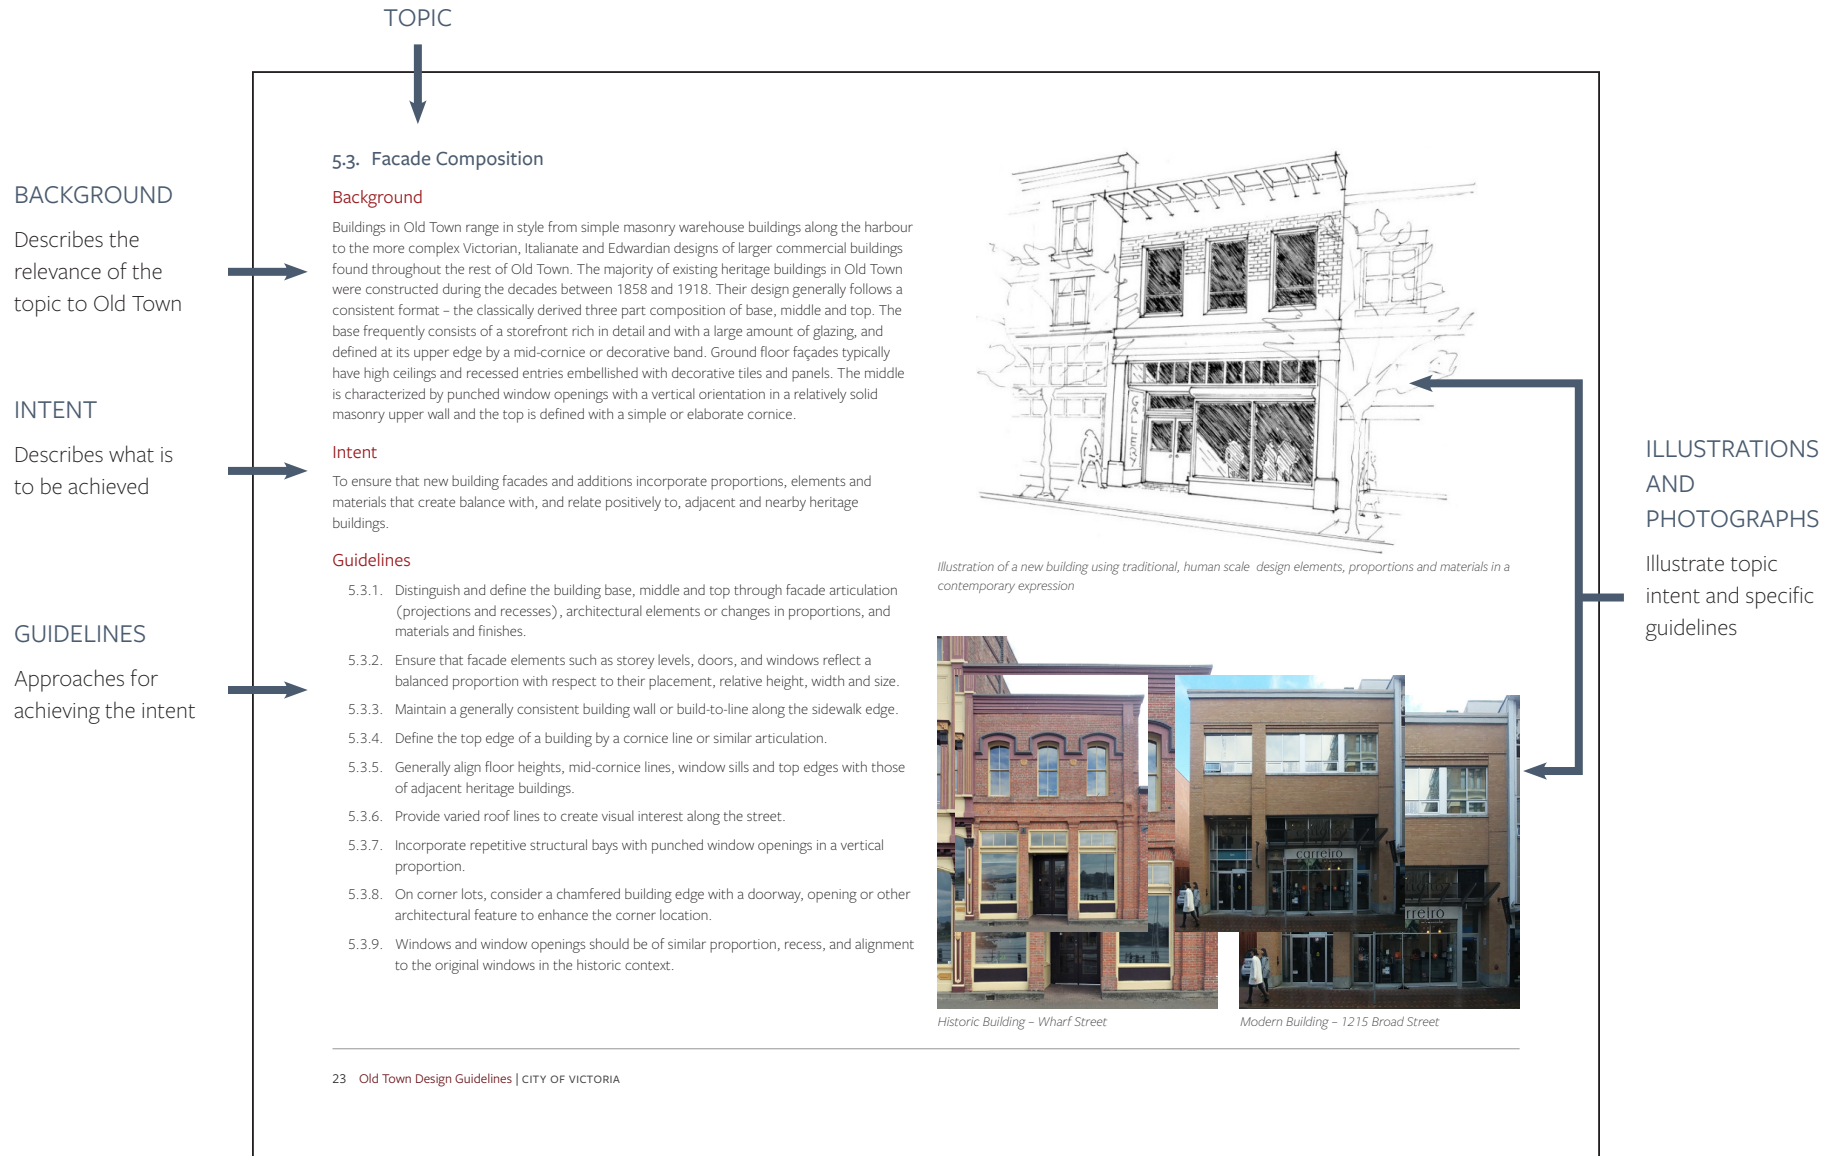 TOPIC
BACKGROUND
Describes the
relevance of the
topic to Old Town
INTENT
Describes what is
to be achieved
GUIDELINES
Approaches for
achieving the intent
5.3. Facade Composition
Background
Buildings in Old Town range in style from simple masonry warehouse buildings along the harbour
to the more complex Victorian, Italianate and Edwardian designs of larger commercial buildings
found throughout the rest of Old Town. The majority of existing heritage buildings in Old Town
were constructed during the decades between 1858 and 1918. Their design generally follows a
consistent format – the classically derived three part composition of base, middle and top. The
base frequently consists of a storefront rich in detail and with a large amount of glazing, and
defined at its upper edge by a mid-cornice or decorative band. Ground floor façades typically
have high ceilings and recessed entries embellished with decorative tiles and panels. The middle
is characterized by punched window openings with a vertical orientation in a relatively solid
masonry upper wall and the top is defined with a simple or elaborate cornice.
Intent
To ensure that new building facades and additions incorporate proportions, elements and
materials that create balance with, and relate positively to, adjacent and nearby heritage
buildings.
Guidelines
5.3.1. Distinguish and define the building base, middle and top through facade articulation
(projections and recesses), architectural elements or changes in proportions, and
materials and finishes.
5.3.2. Ensure that facade elements such as storey levels, doors, and windows reflect a
balanced proportion with respect to their placement, relative height, width and size.
5.3.3. Maintain a generally consistent building wall or build-to-line along the sidewalk edge.
5.3.4. Define the top edge of a building by a cornice line or similar articulation.
5.3.5. Generally align floor heights, mid-cornice lines, window sills and top edges with those
of adjacent heritage buildings.
5.3.6. Provide varied roof lines to create visual interest along the street.
5.3.7. Incorporate repetitive structural bays with punched window openings in a vertical
proportion.
5.3.8. On corner lots, consider a chamfered building edge with a doorway, opening or other
architectural feature to enhance the corner location.
5.3.9. Windows and window openings should be of similar proportion, recess, and alignment
to the original windows in the historic context.
GALLERY
Illustration of a new building using traditional, human scale design elements, proportions and materials in a
contemporary expression
carreiro
rreiro
Historic Building – Wharf Street
Modern Building – 1215 Broad Street
ILLUSTRATIONS
AND
PHOTOGRAPHS
Illustrate topic
intent and specific
guidelines
23 Old Town Design Guidelines | CITY OF VICTORIA